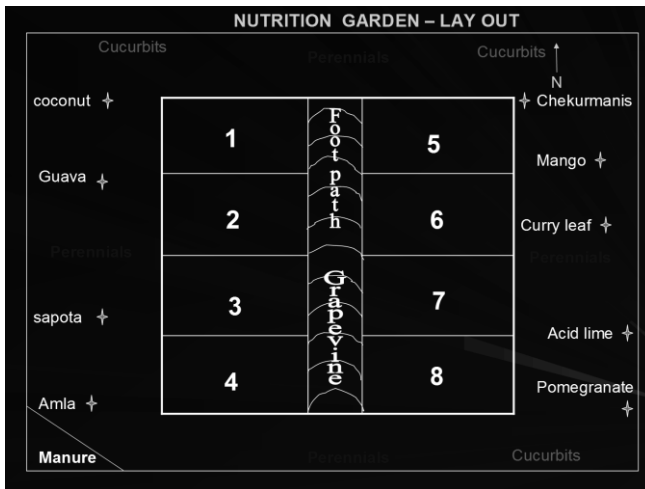 NUTRITION GARDEN – LAY OUT
Cucurbits
Perennials
Cucurbits
N
coconut
Chekurmanis
1
Foot path
5
Mango
Guava
2
6
Curry leaf
Perennials
Perennials
3
Grapevine
7
sapota
Acid lime
4
8
Pomegranate
Amla
Manure
Perennials
Cucurbits